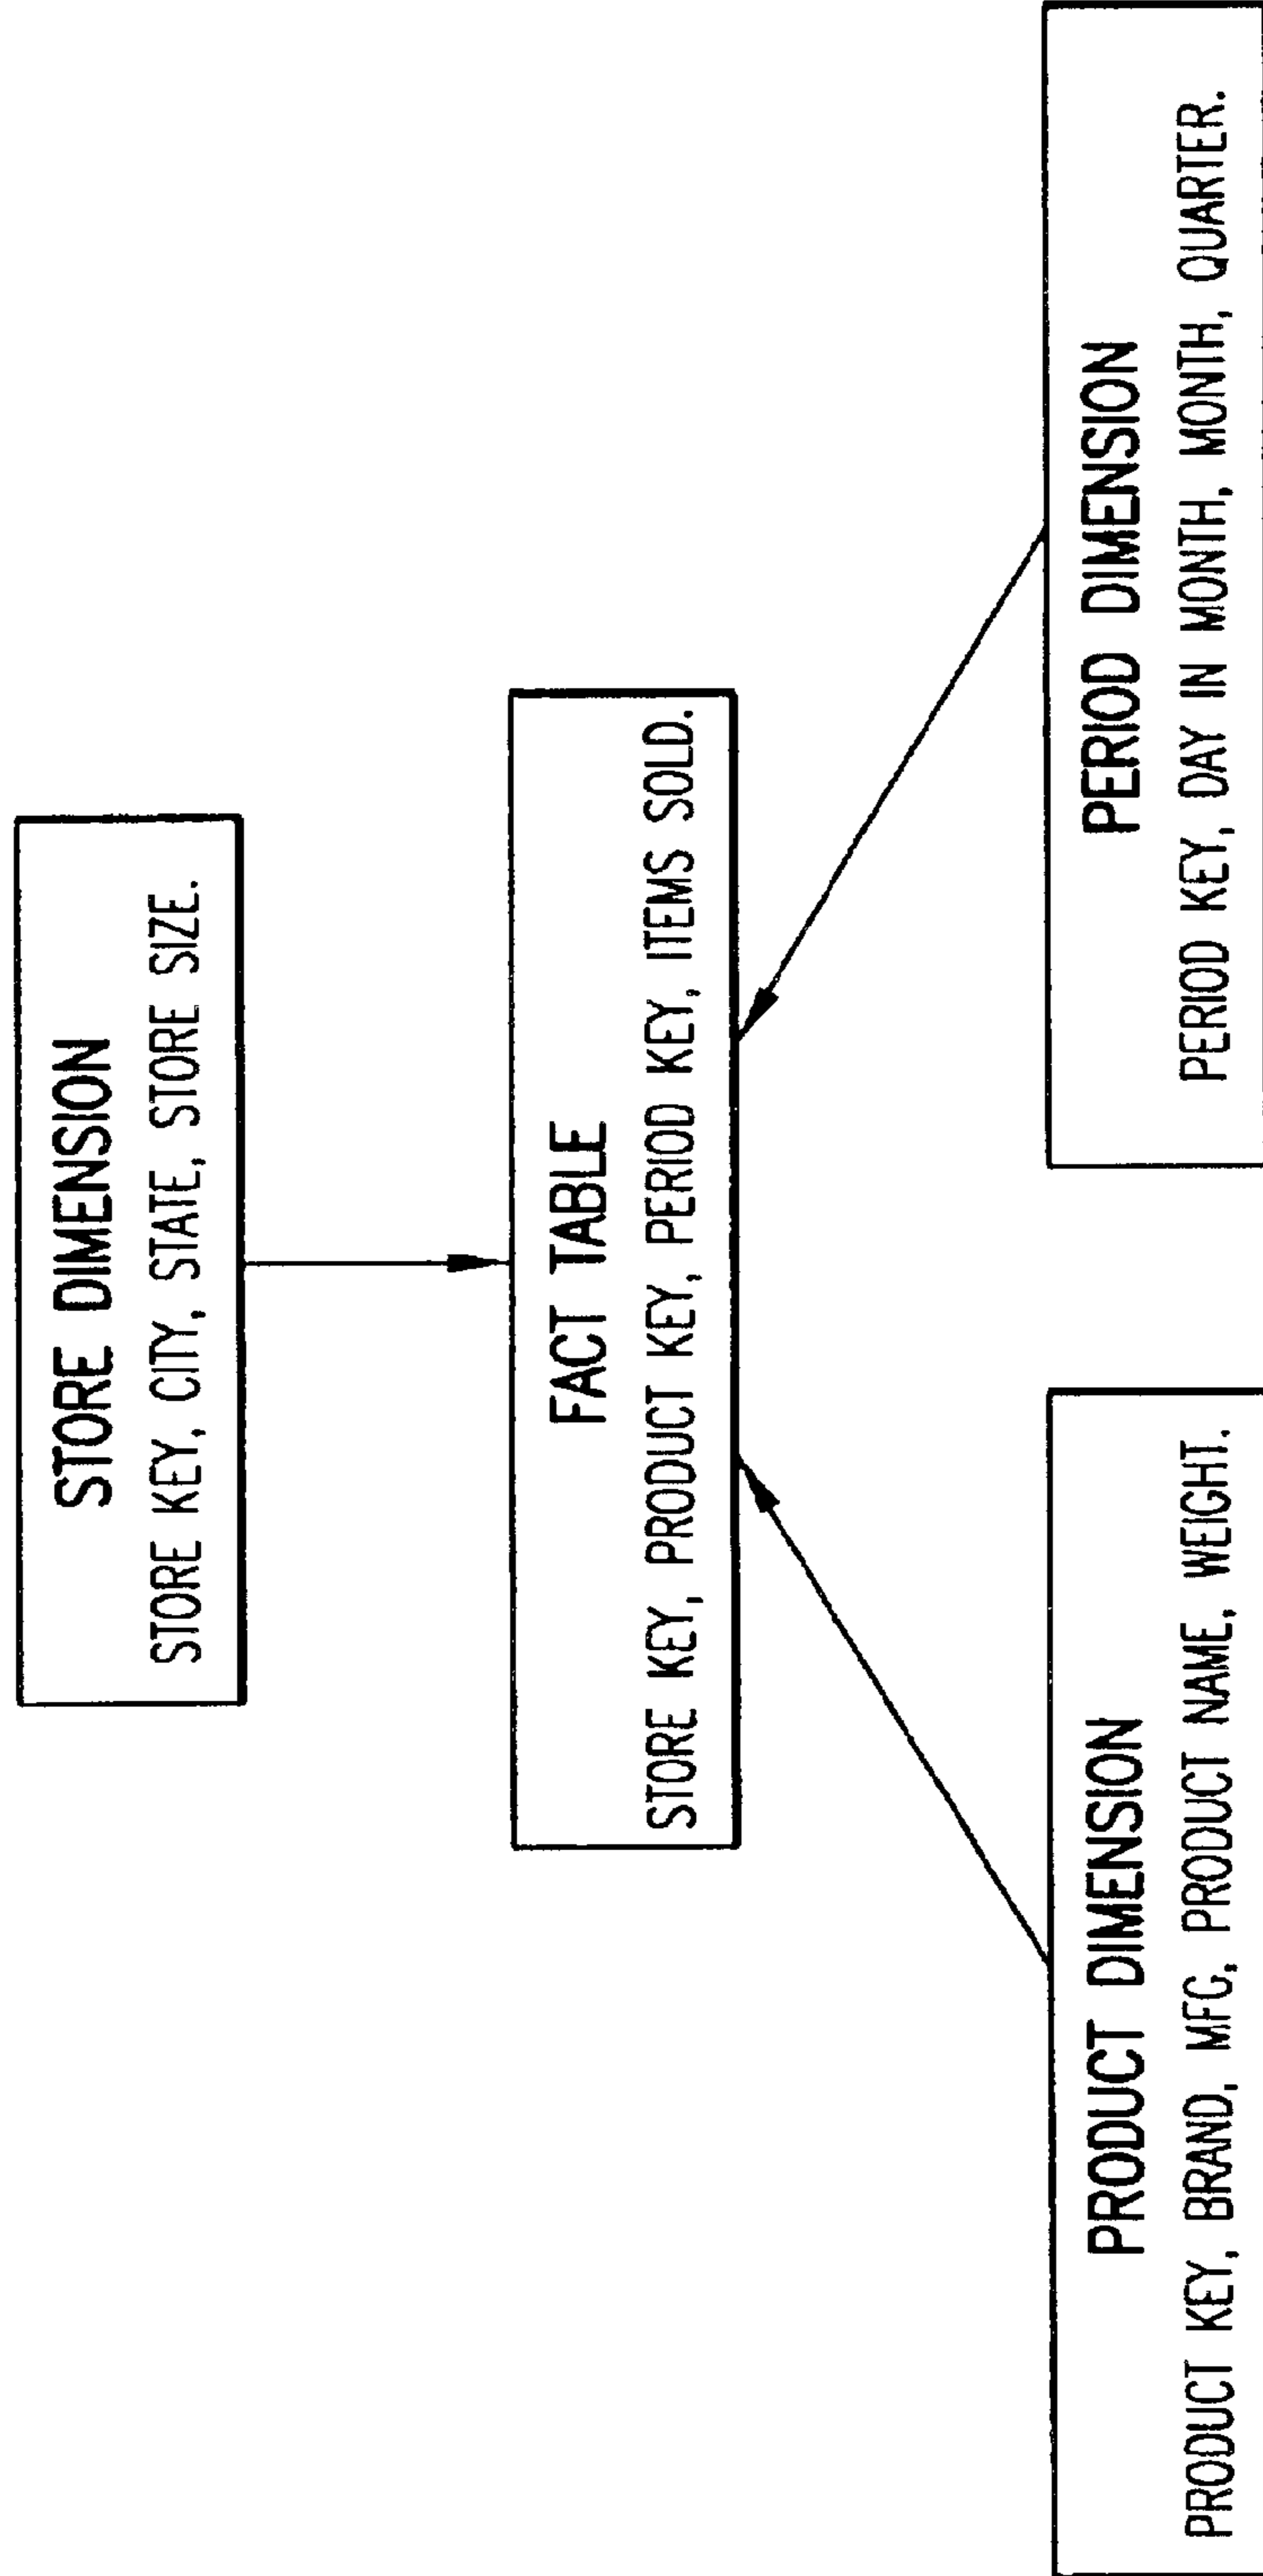 STORE DIMENSION
STORE KEY, CITY, STATE, STORE SIZE.
FACT TABLE
STORE KEY, PRODUCT KEY, PERIOD KEY, ITEMS SOLD.
PRODUCT DIMENSION
PRODUCT KEY, BRAND, MFG, PRODUCT NAME, WEIGHT.
PERIOD DIMENSION
PERIOD KEY, DAY IN MONTH, MONTH, QUARTER.